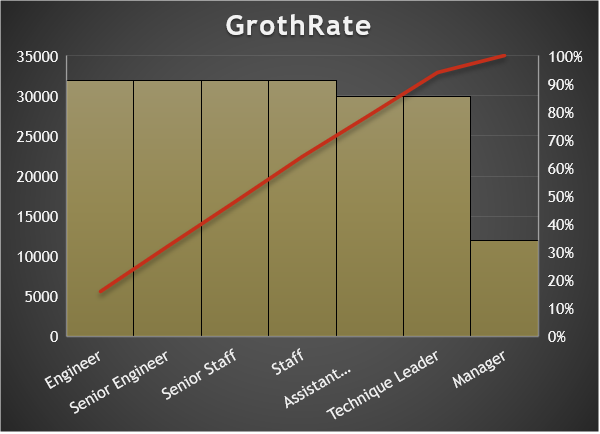 GrothRate
35000
30000
25000
20000
15000
10000
5000
0
100%
90%
80%
70%
60%
50%
40%
30%
20%
10%
0%
Engineer
Senior Engineer
Senior Staff
Staff
Assistant...
Technique Leader
Manager